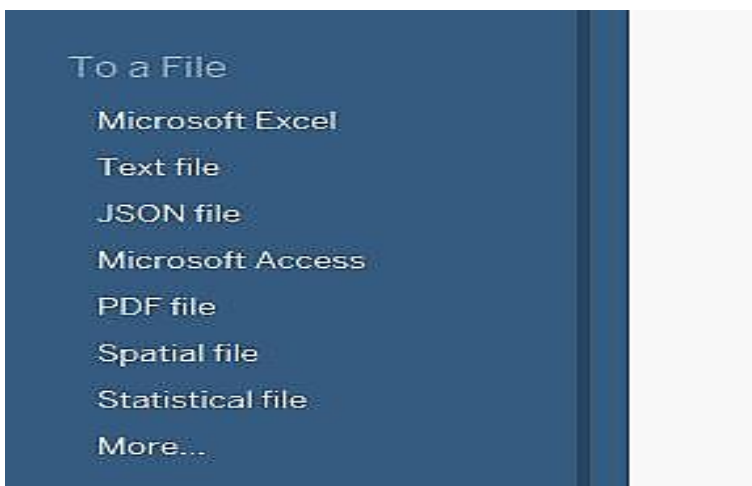 To a File
Microsoft Excel
Text file
JSON file
Microsoft Access
PDF file
Spatial file
Statistical file
More...